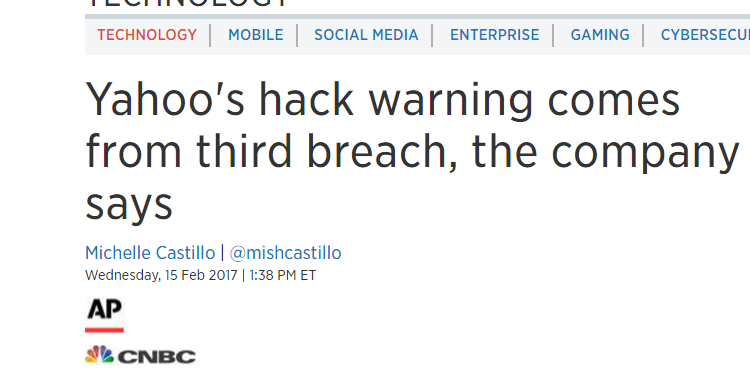 TECHNOLOGY
TECHNOLOGY | MOBILE | SOCIAL MEDIA | ENTERPRISE | GAMING | CYBERSECU
Yahoo's hack warning comes
from third breach, the company
says
Michelle Castillo | @mishcastillo
Wednesday, 15 Feb 2017 | 1:38 PM ET
AP
CNBC